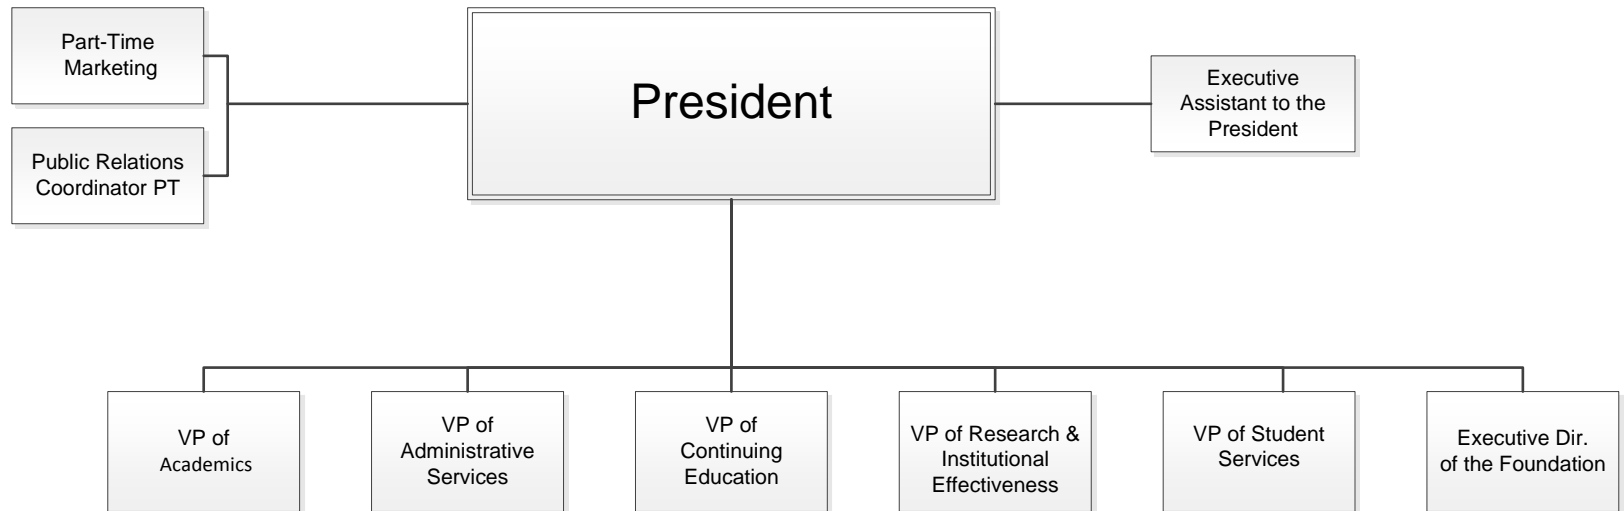 Part-Time
Marketing
Public Relations
Coordinator PT
President
Executive
Assistant to the
President
VP of
Academics
VP of
Administrative
Services
VP of
Continuing
Education
VP of Research &
Institutional
Effectiveness
VP of Student
Services
Executive Dir.
of the Foundation